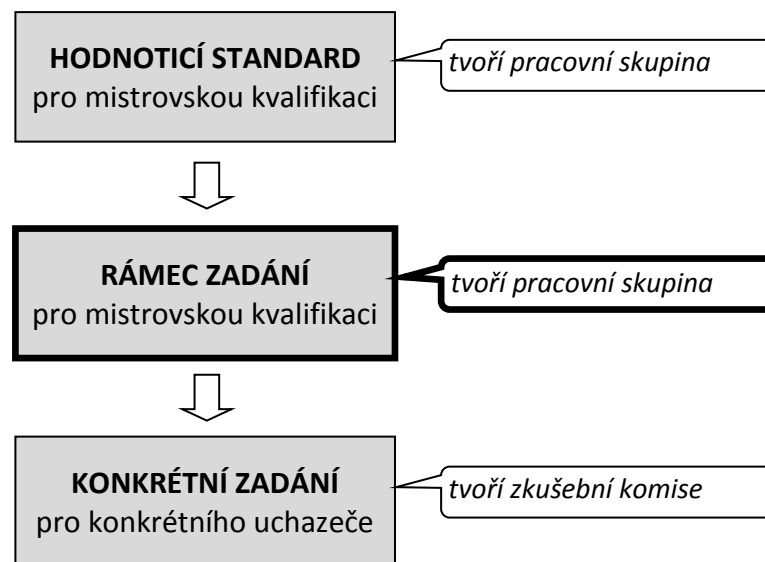 HODNOTICÍ STANDARD
pro mistrovskou kvalifikaci
tvoří pracovní skupina
RÁMEC ZADÁNÍ
pro mistrovskou kvalifikaci
tvoří pracovní skupina
KONKRÉTNÍ ZADÁNÍ
pro konkrétního uchazeče
tvoří zkušební komise